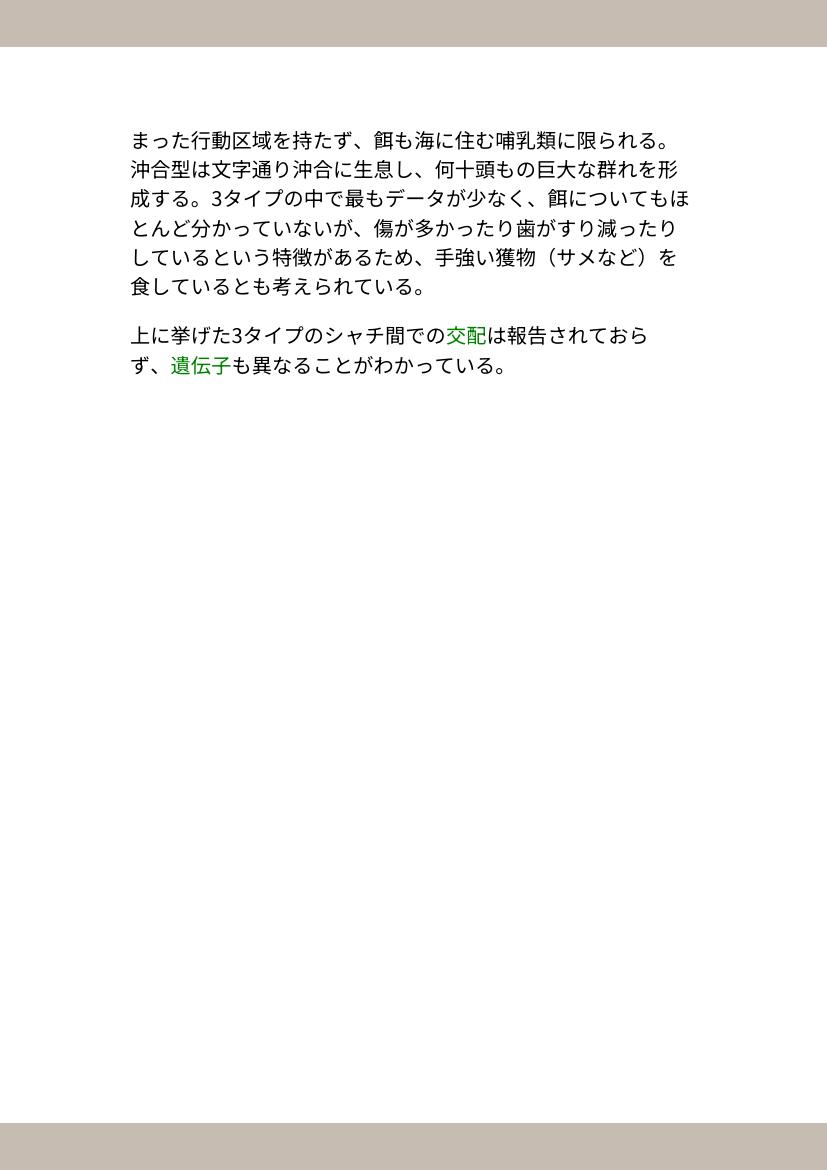 まった行動区域を持たず、餌も海に住む哺乳類に限られる。
沖合型は文字通り沖合に生息し、何十頭もの巨大な群れを形
成する。3タイプの中で最もデータが少なく、餌についてもほ
とんど分かっていないが、傷が多かったり歯がすり減ったり
しているという特徴があるため、手強い獲物（サメなど）を
食しているとも考えられている。
上に挙げた3タイプのシャチ間での交配は報告されておら
ず、遺伝子も異なることがわかっている。